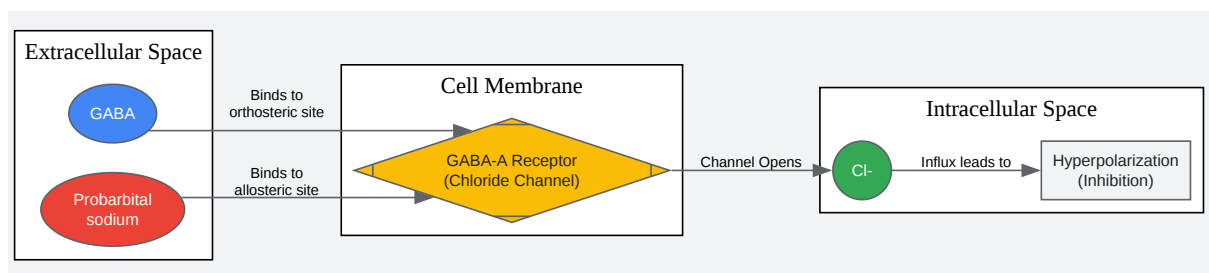 Extracellular Space
GABA
Probarbital
sodium
Binds to
orthosteric site
Binds to
allosteric site
Cell Membrane
GABA-A Receptor
(Chloride Channel)
Channel Opens
Intracellular Space
Cl-
Influx leads to
Hyperpolarization
(Inhibition)